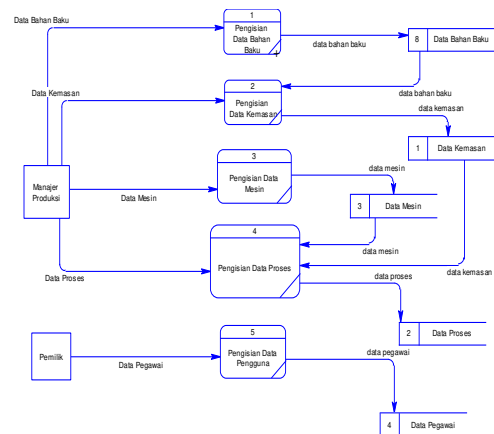 Data Bahan Baku
1
Pengisian
Data Bahan
Baku
data bahan baku
8 Data Bahan Baku
Data Kemasan
2
Pengisian
Data Kemasan
data bahan baku
data kemasan
1 Data Kemasan
Manajer
Produksi
Data Mesin
3
Pengisian Data
Mesin
data mesin
3 Data Mesin
4
Pengisian Data Proses
data mesin
Data Proses
data proses
data kemasan
2 Data Proses
Pemilik
Data Pegawai
5
Pengisian Data
Pengguna
data pegawai
4 Data Pegawai